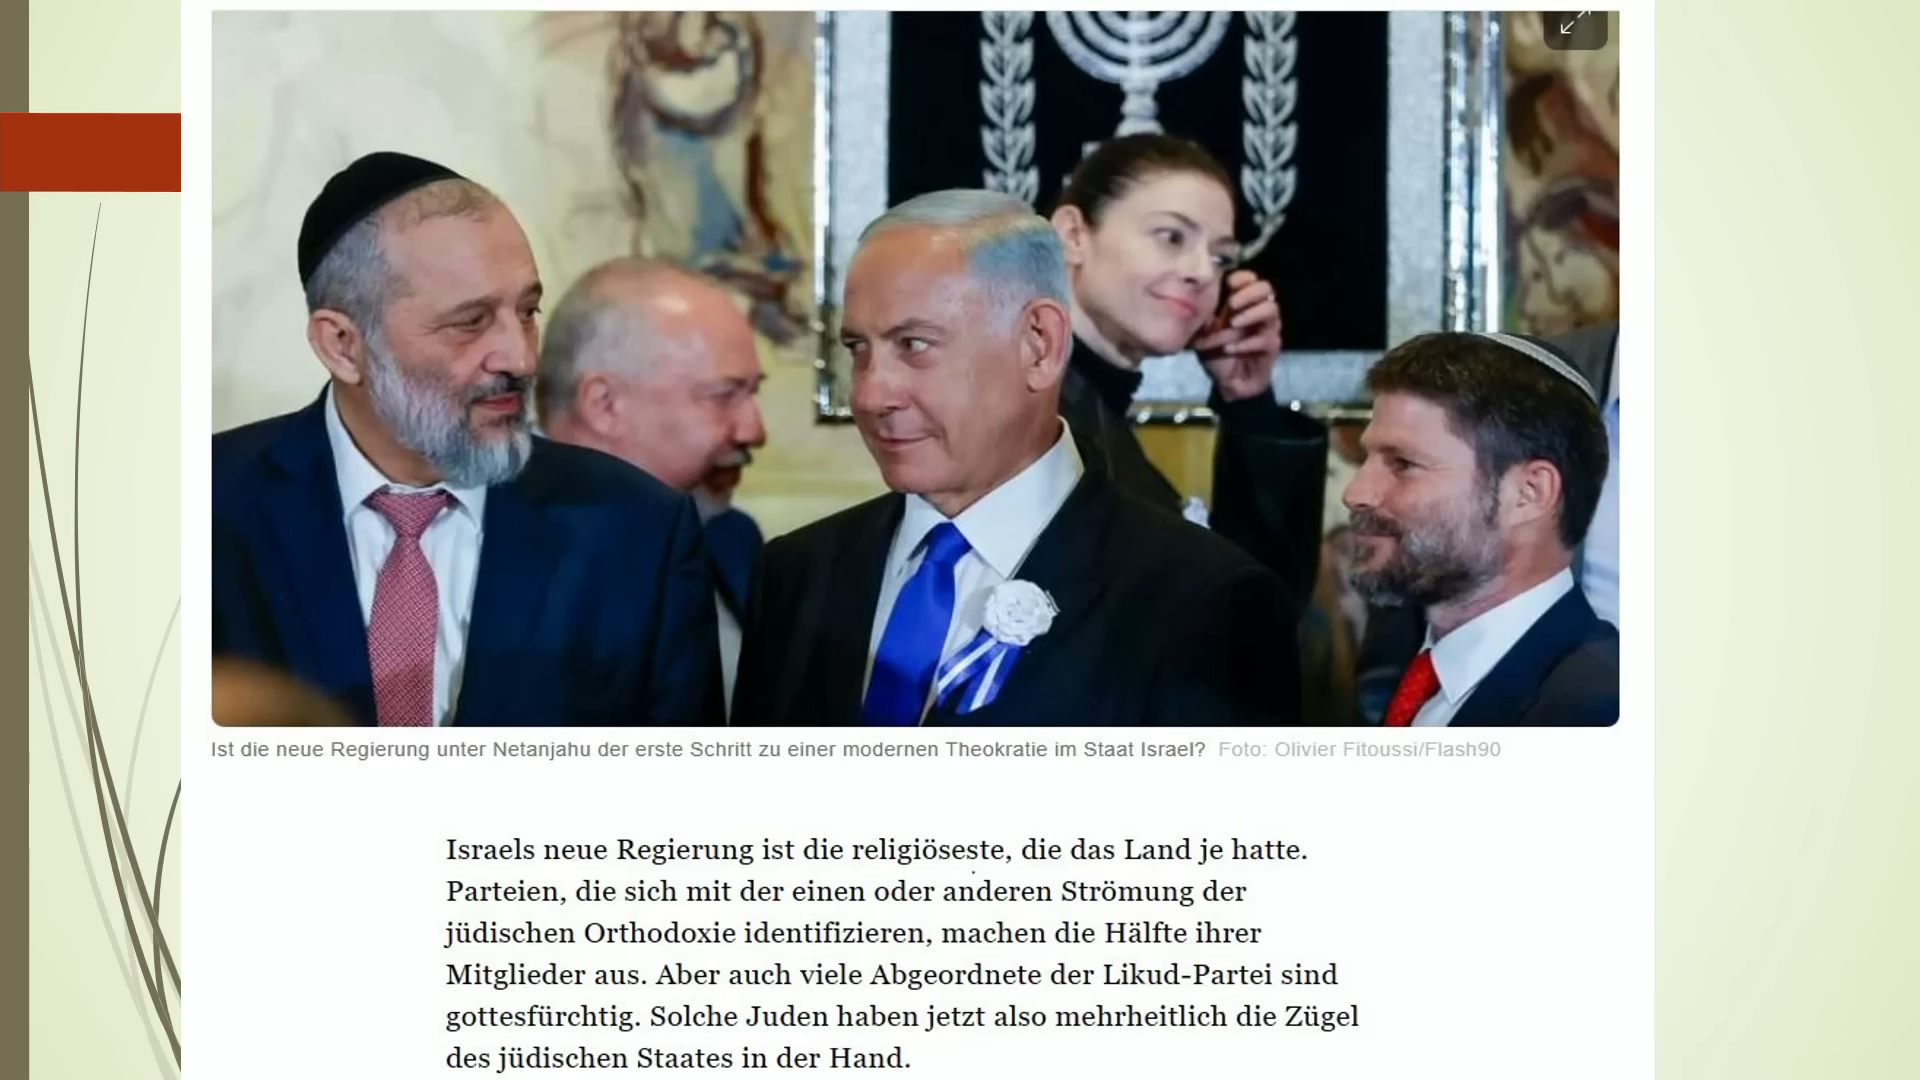 Ist die neue Regierung unter Netanjahu der erste Schritt zu einer modernen Theokratie im Staat Israel? Foto: Olivier Fitoussi/Flash90
Israels neue Regierung ist die religiöseste, die das Land je hatte.
Parteien, die sich mit der einen oder anderen Strömung der
jüdischen Orthodoxie identifizieren, machen die Hälfte ihrer
Mitglieder aus. Aber auch viele Abgeordnete der Likud-Partei sind
gottesfürchtig. Solche Juden haben jetzt also mehrheitlich die Zügel
des jüdischen Staates in der Hand.